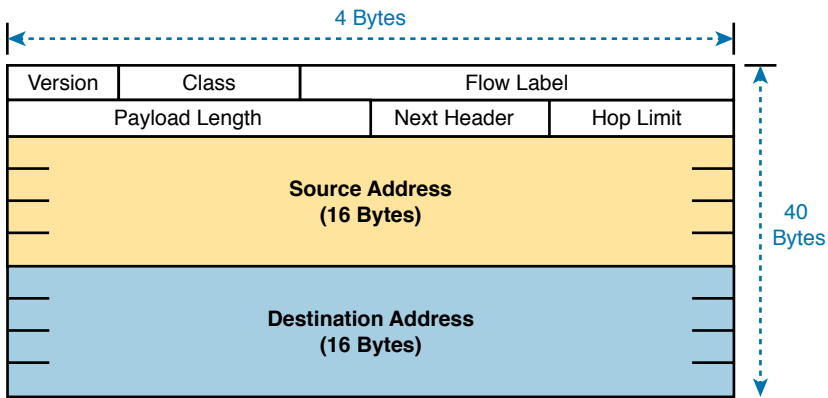 4 Bytes
Version Class Flow Label
Payload Length Next Header Hop Limit
Source Address
(16 Bytes)
40
Bytes
Destination Address
(16 Bytes)